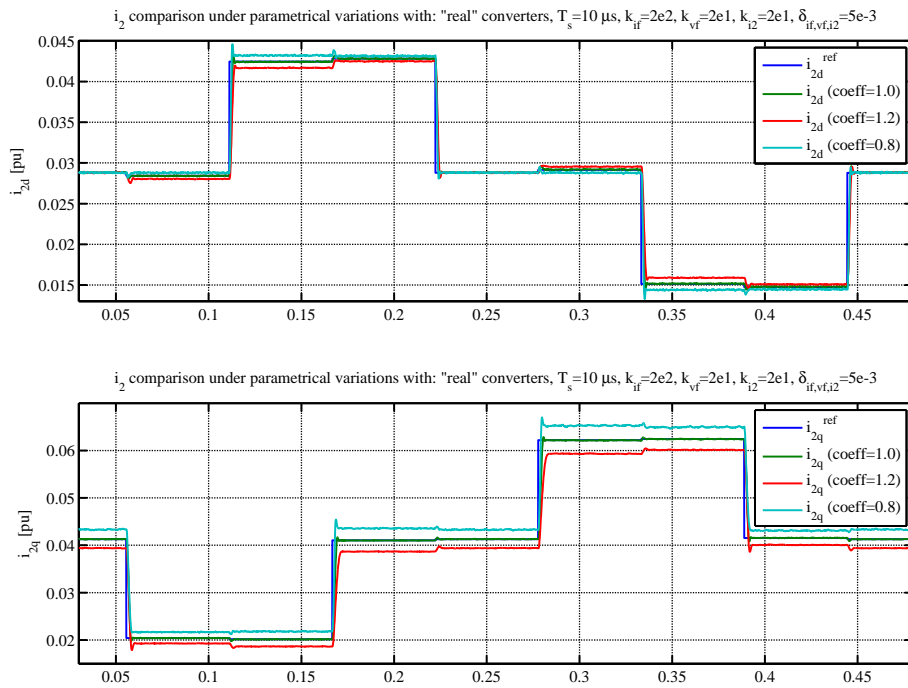 i2 comparison under parametrical variations with: "real" converters, Ts=10 μs, kif=2e2, kvf=2e1, ki2=2e1, δif,vf,i2=5e-3
0.045
0.04
0.035
0.03
0.025
0.02
0.015
i2d [pu]
i2d ref
i2d (coeff=1.0)
i2d (coeff=1.2)
i2d (coeff=0.8)
0.05 0.1 0.15 0.2 0.25 0.3 0.35 0.4 0.45
i2 comparison under parametrical variations with: "real" converters, Ts=10 μs, kif=2e2, kvf=2e1, ki2=2e1, δif,vf,i2=5e-3
0.06
0.05
0.04
0.03
0.02
i2q [pu]
i2q ref
i2q (coeff=1.0)
i2q (coeff=1.2)
i2q (coeff=0.8)
0.05 0.1 0.15 0.2 0.25 0.3 0.35 0.4 0.45